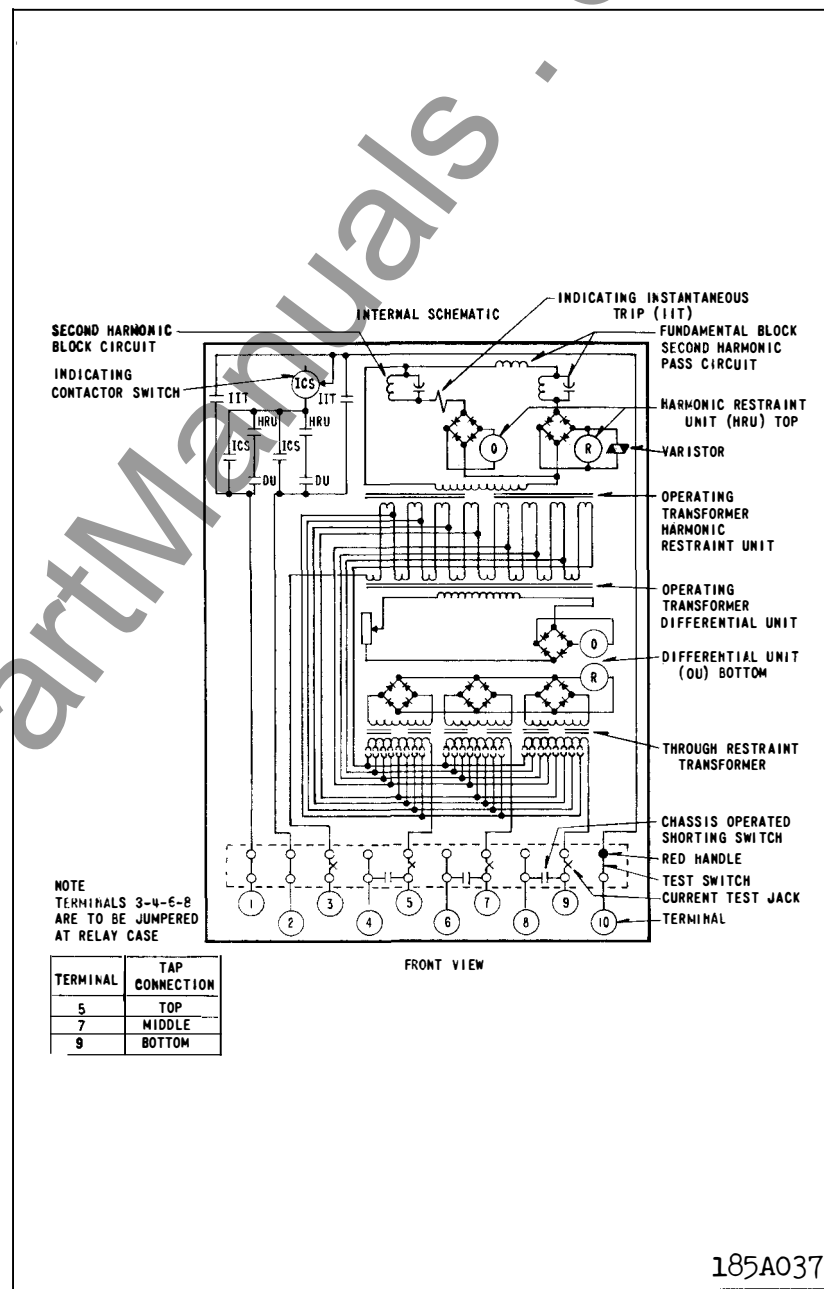 artManuals .
INTERNAL SCHEMATIC
INDICATING INSTANTANEOUS
TRIP (IIT)
SECOND HARMONIC
BLOCK CIRCUIT
FUNDAMENTAL BLOCK
SECOND HARMONIC
PASS CIRCUIT
INDICATING
CONTACTOR SWITCH
ICS
IIT
IIT
HRU
HRU
ICS
ICS
DU
DU
HARMONIC RESTRAINT
UNIT (HRU) TOP
O
R
VARISTOR
OPERATING
TRANSFORMER
HARMONIC
RESTRAINT UNIT
OPERATING
TRANSFORMER
DIFFERENTIAL UNIT
O
R
DIFFERENTIAL UNIT
(DU) BOTTOM
THROUGH RESTRAINT
TRANSFORMER
CHASSIS OPERATED
SHORTING SWITCH
RED HANDLE
TEST SWITCH
CURRENT TEST JACK
TERMINAL
1
2
3
4
5
6
7
8
9
10
NOTE
TERMINALS 3-4-6-8
ARE TO BE JUMPERED
AT RELAY CASE
FRONT VIEW
TERMINAL TAP CONNECTION
5 TOP
7 MIDDLE
9 BOTTOM
185A037